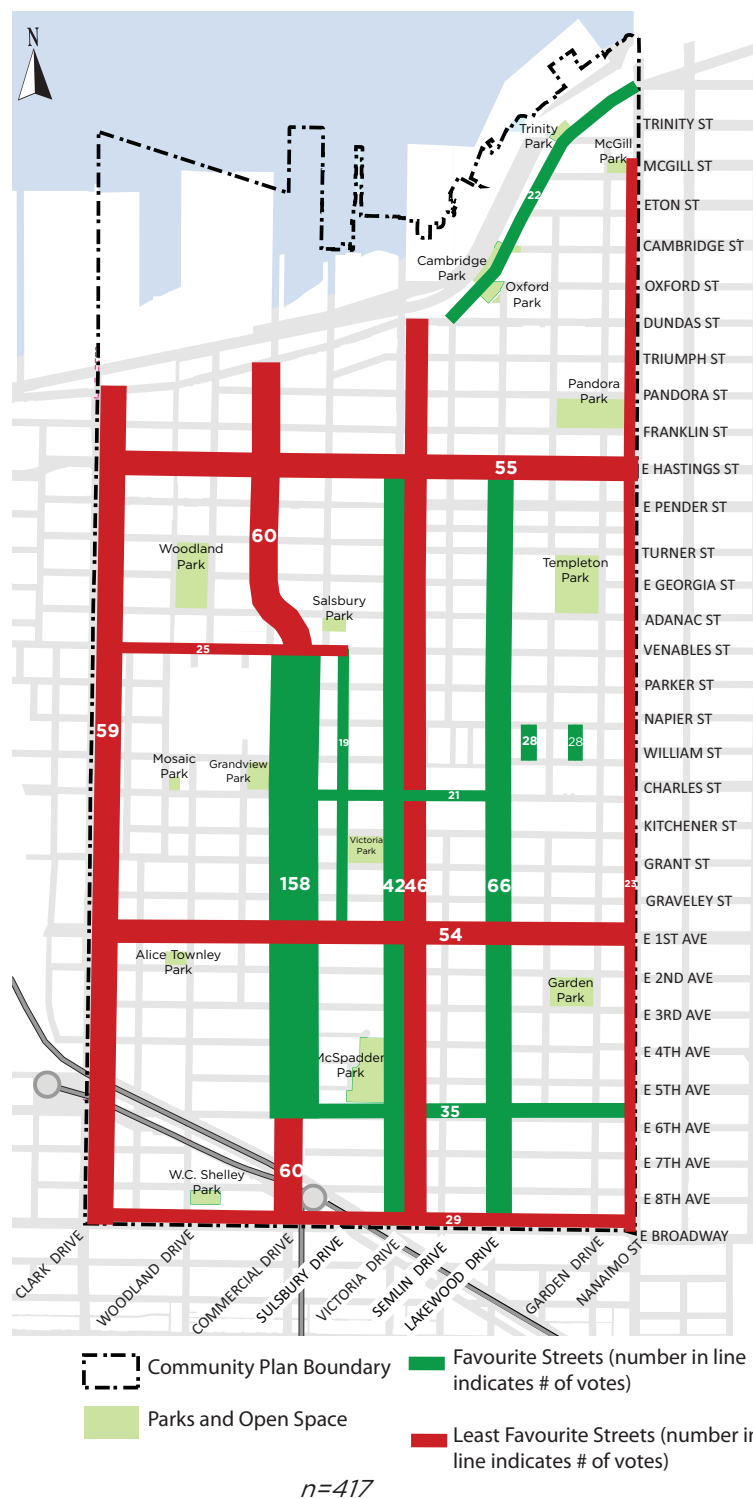 N
TRINITY ST
Trinity
Park
McGill
Park
MCGILL ST
22
ETON ST
CAMBRIDGE ST
Cambridge
Park
Oxford
Park
OXFORD ST
DUNDAS ST
TRIUMPH ST
Pandora
Park
PANDORA ST
FRANKLIN ST
55
E HASTINGS ST
E PENDER ST
60
Woodland
Park
TURNER ST
Templeton
Park
E GEORGIA ST
Salsbury
Park
ADANAC ST
25
VENABLES ST
PARKER ST
NAPIER ST
59
19
28
28
WILLIAM ST
Mosaic
Park
Grandview
Park
CHARLES ST
21
KITCHENER ST
Victoria
Park
GRANT ST
158
42
46
66
23
GRAVELEY ST
54
E 1ST AVE
Alice Townley
Park
E 2ND AVE
Garden
Park
E 3RD AVE
McSpadden
Park
E 4TH AVE
E 5TH AVE
35
E 6TH AVE
E 7TH AVE
W.C. Shelley
Park
60
E 8TH AVE
29
E BROADWAY
CLARK DRIVE
WOODLAND DRIVE
COMMERCIAL DRIVE
SULSBURY DRIVE
VICTORIA DRIVE
SEMLIN DRIVE
LAKEWOOD DRIVE
GARDEN DRIVE
NANAIMO ST
Community Plan Boundary
Parks and Open Space
Favourite Streets (number in line
indicates # of votes)
Least Favourite Streets (number in
line indicates # of votes)
n=417